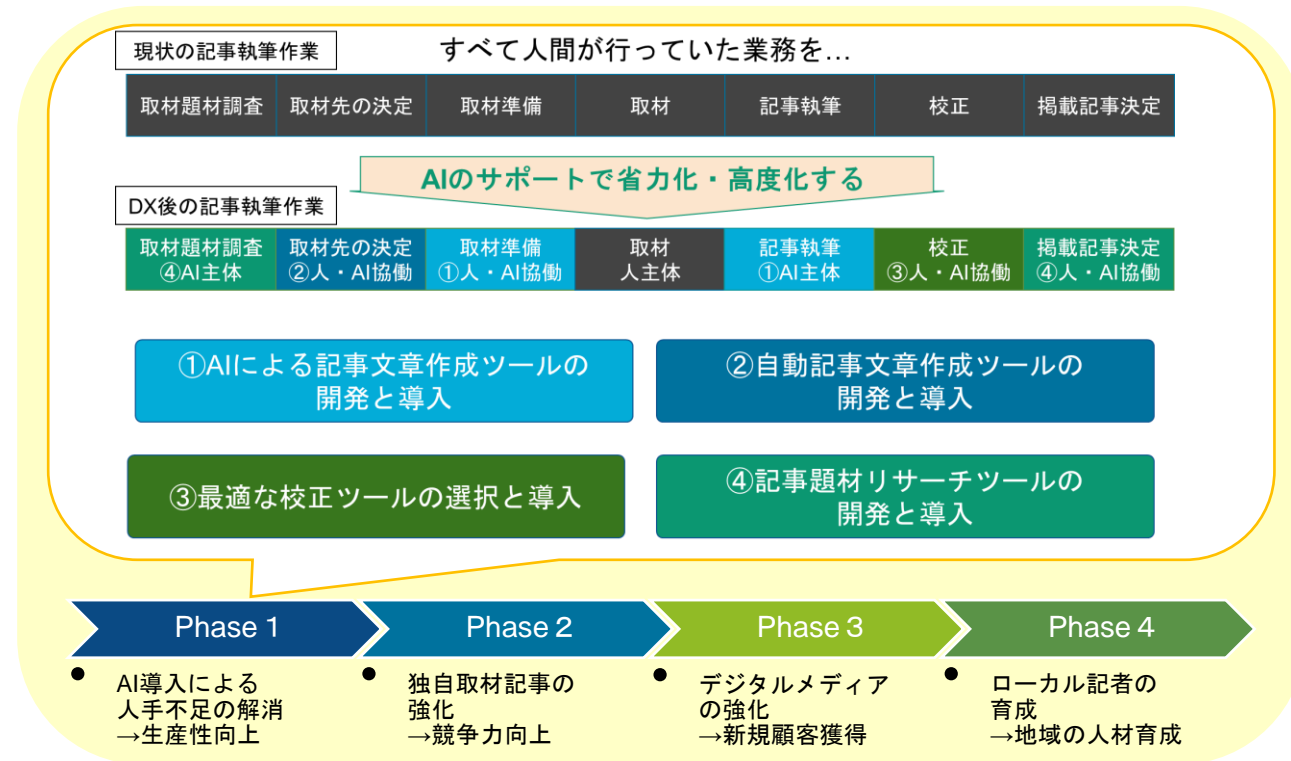 現状の記事執筆作業
すべて人間が行っていた業務を…
取材題材調査 取材先の決定 取材準備 取材 記事執筆 校正 掲載記事決定
AIのサポートで省力化・高度化する
DX後の記事執筆作業
取材題材調査 取材先の決定 取材準備 取材 記事執筆 校正 掲載記事決定
④AI主体 ②人・AI協働 ①人・AI協働 人主体 ①AI主体 ③人・AI協働 ④人・AI協働
①AIによる記事文章作成ツールの
開発と導入
②自動記事文章作成ツールの
開発と導入
③最適な校正ツールの選択と導入
④記事題材リサーチツールの
開発と導入
Phase 1 Phase 2 Phase 3 Phase 4
● AI導入による
人手不足の解消
→生産性向上
● 独自取材記事の
強化
→競争力向上
● デジタルメディア
の強化
→新規顧客獲得
● ローカル記者の
育成
→地域の人材育成